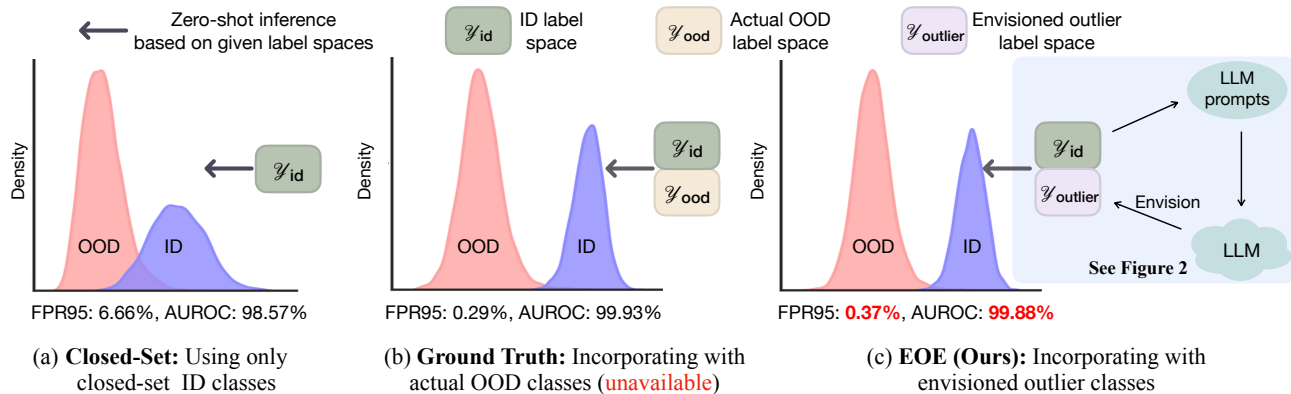 Zero-shot inference
based on given label spaces
𝒴id
ID label
space
𝒴ood
Actual OOD
label space
𝒴outlier
Envisioned outlier
label space
Density
OOD
ID
𝒴id
FPR95: 6.66%, AUROC: 98.57%
(a) Closed-Set: Using only
closed-set ID classes
Density
OOD
ID
𝒴id
𝒴ood
FPR95: 0.29%, AUROC: 99.93%
(b) Ground Truth: Incorporating with
actual OOD classes (unavailable)
Density
OOD
ID
𝒴id
𝒴outlier
LLM
prompts
Envision
LLM
See Figure 2
FPR95: 0.37%, AUROC: 99.88%
(c) EOE (Ours): Incorporating with
envisioned outlier classes